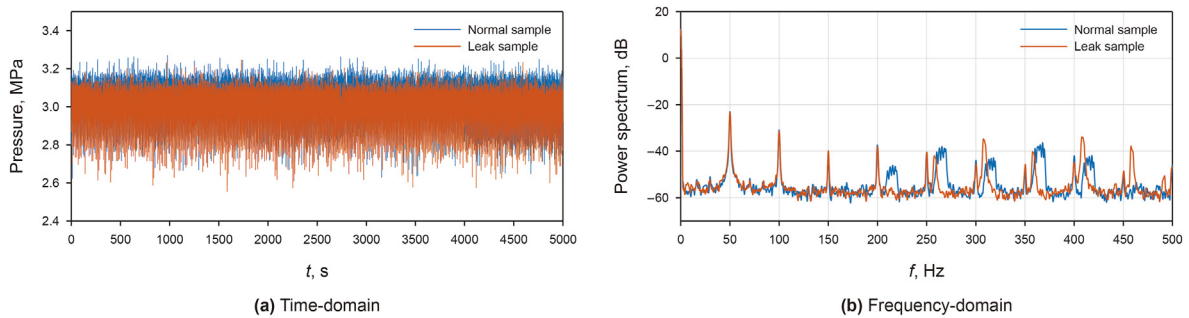 Pressure, MPa
3.4
3.2
3.0
2.8
2.6
2.4
Normal sample
Leak sample
0 500 1000 1500 2000 2500 3000 3500 4000 4500 5000
t, s
(a) Time-domain
Power spectrum, dB
20
0
−20
−40
−60
Normal sample
Leak sample
0 50 100 150 200 250 300 350 400 450 500
f, Hz
(b) Frequency-domain